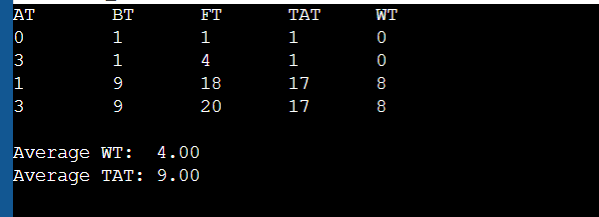 AT BT FT TAT WT
0 1 1 1 0
3 1 4 1 0
1 9 18 17 8
3 9 20 17 8
Average WT: 4.00
Average TAT: 9.00